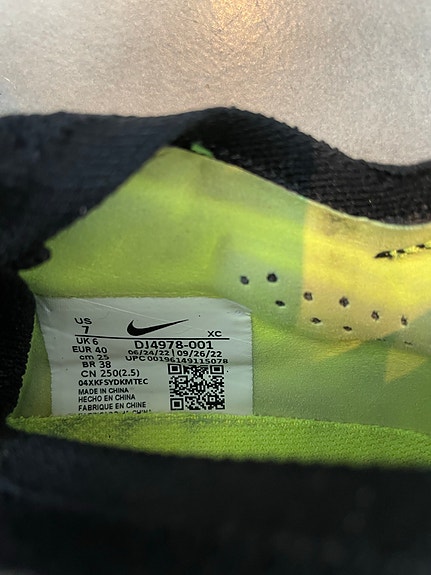 US
7
XC
UK 6
DJ4978-001
EUR 40
06/24/22 | 09/26/22
cm 25
UPC 00196149115078
BR 38
CN 250(2.5)
04XKFSYDKMTEC
MADE IN CHINA
HECHO EN CHINA
FABRIQUE EN CHINE